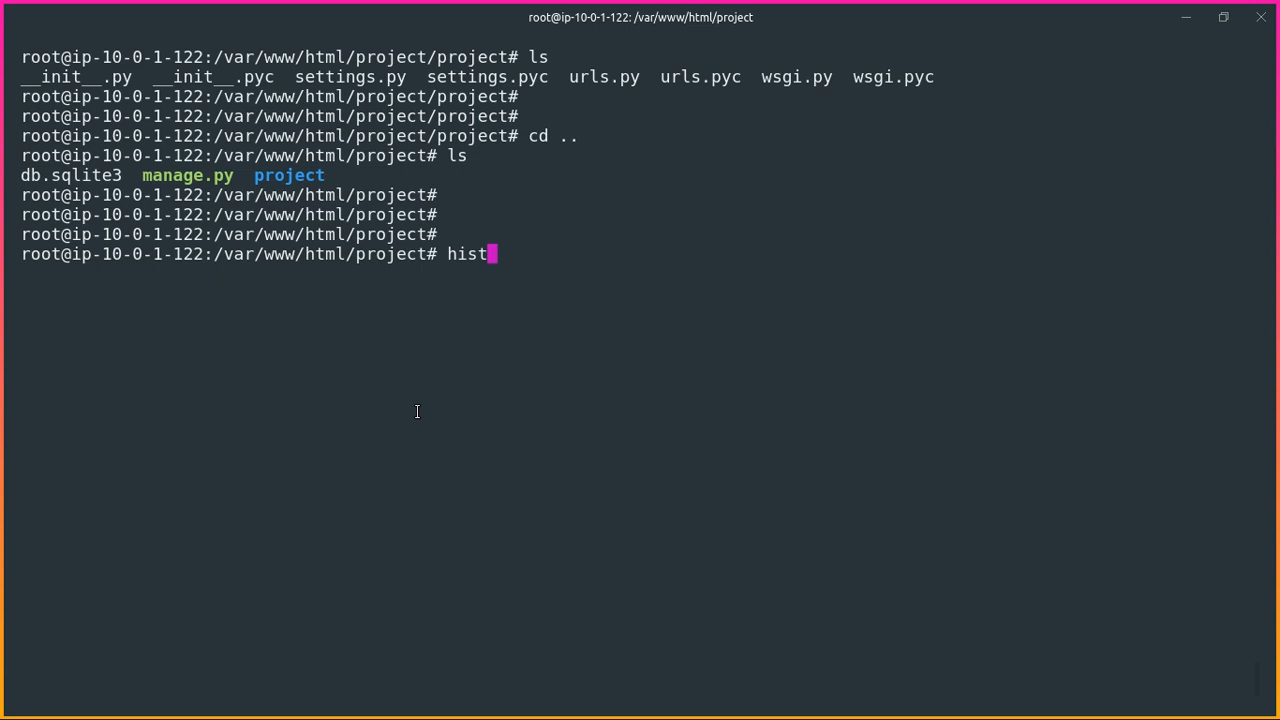 root@ip-10-0-1-122: /var/www/html/project
root@ip-10-0-1-122:/var/www/html/project/project# ls
__init__.py  __init__.pyc  settings.py  settings.pyc  urls.py  urls.pyc  wsgi.py  wsgi.pyc
root@ip-10-0-1-122:/var/www/html/project/project#
root@ip-10-0-1-122:/var/www/html/project/project#
root@ip-10-0-1-122:/var/www/html/project/project# cd ..
root@ip-10-0-1-122:/var/www/html/project# ls
db.sqlite3  manage.py  project
root@ip-10-0-1-122:/var/www/html/project#
root@ip-10-0-1-122:/var/www/html/project#
root@ip-10-0-1-122:/var/www/html/project#
root@ip-10-0-1-122:/var/www/html/project# hist